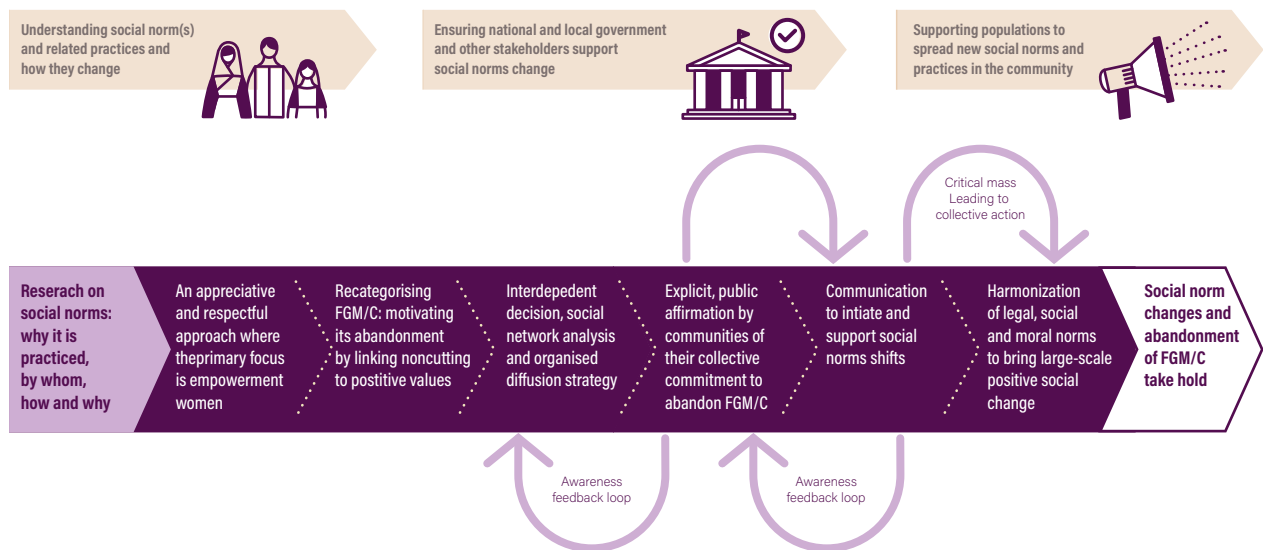 Understanding social norm(s)
and related practices and
how they change
Ensuring national and local government
and other stakeholders support
social norms change
Supporting populations to
spread new social norms and
practices in the community
Critical mass
Leading to
collective action
Reserach on
social norms:
why it is
practiced,
by whom,
how and why
An appreciative
and respectful
approach where
theprimary focus
is empowerment
women
Recategorising
FGM/C: motivating
its abandonment
by linking noncutting
to postitive values
Interdepedent
decision, social
network analysis
and organised
diffusion strategy
Explicit, public
affirmation by
communities of
their collective
commitment to
abandon FGM/C
Communication
to intiate and
support social
norms shifts
Harmonization
of legal, social
and moral norms
to bring large-scale
positive social
change
Social norm
changes and
abandonment
of FGM/C
take hold
Awareness
feedback loop
Awareness
feedback loop